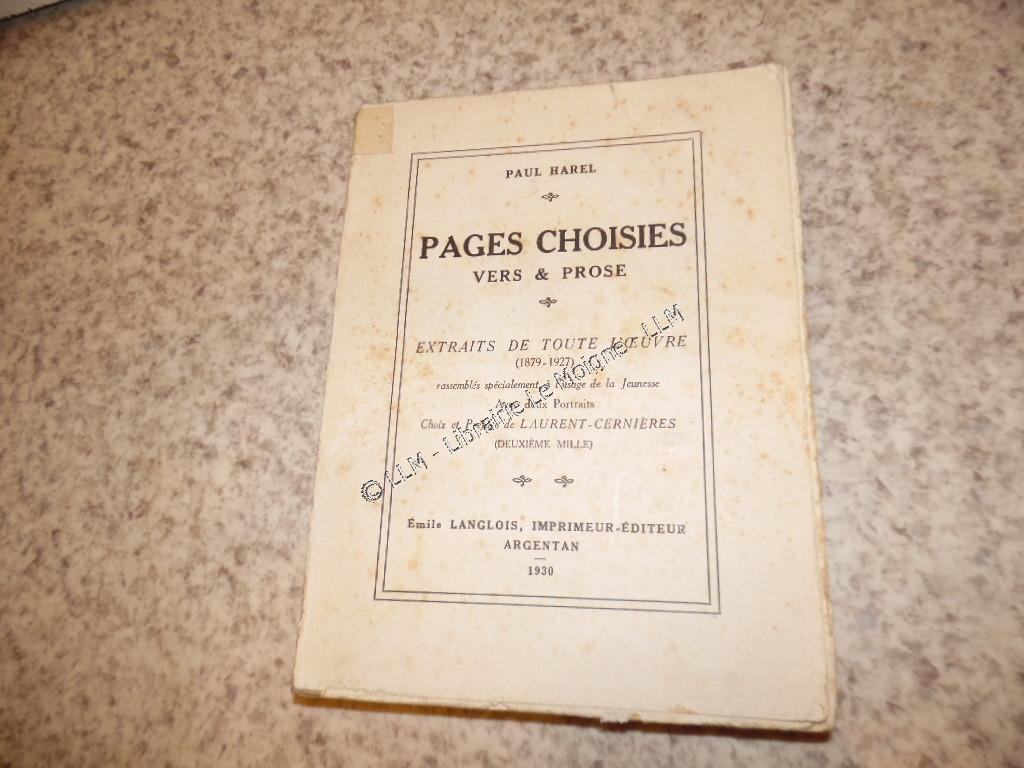 PAUL HAREL
PAGES CHOISIES
VERS & PROSE
EXTRAITS DE TOUTE L'ŒUVRE
(1879-1927)
rassemblés spécialement à l'usage de la Jeunesse
Avec deux Portraits
Choix et Préface de LAURENT-CERNIÈRES
(DEUXIÈME MILLE)
Émile LANGLOIS, IMPRIMEUR-ÉDITEUR
ARGENTAN
1930
© LLM - Librairie Le Moigne - LLM